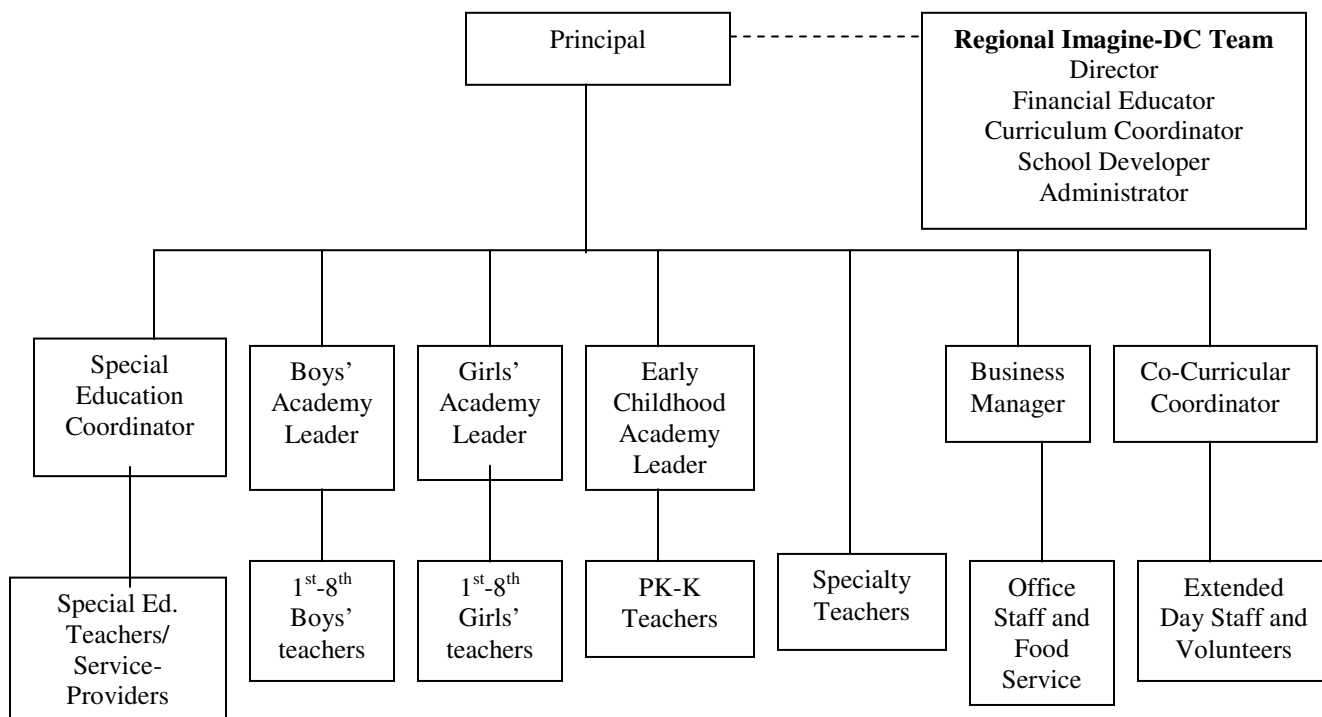 Principal
Regional Imagine-DC Team
Director
Financial Educator
Curriculum Coordinator
School Developer
Administrator
Special
Education
Coordinator
Boys’
Academy
Leader
Girls’
Academy
Leader
Early
Childhood
Academy
Leader
Business
Manager
Co-Curricular
Coordinator
Special Ed.
Teachers/
Service-
Providers
1st-8th
Boys’
teachers
1st-8th
Girls’
teachers
PK-K
Teachers
Specialty
Teachers
Office
Staff and
Food
Service
Extended
Day Staff and
Volunteers